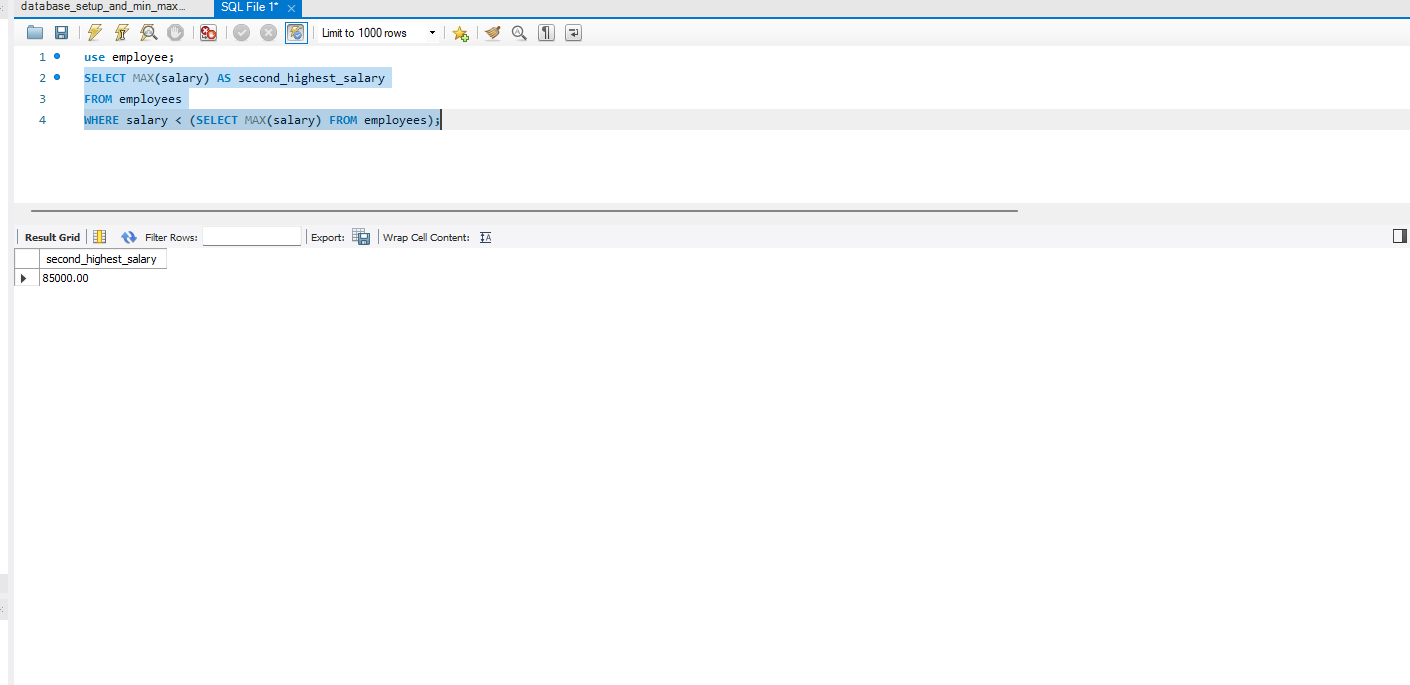 database_setup_and_min_max... SQL File 1*
Limit to 1000 rows
1 use employee;
2 SELECT MAX(salary) AS second_highest_salary
3 FROM employees
4 WHERE salary < (SELECT MAX(salary) FROM employees);
Result Grid Filter Rows: Export: Wrap Cell Content:
second_highest_salary
85000.00